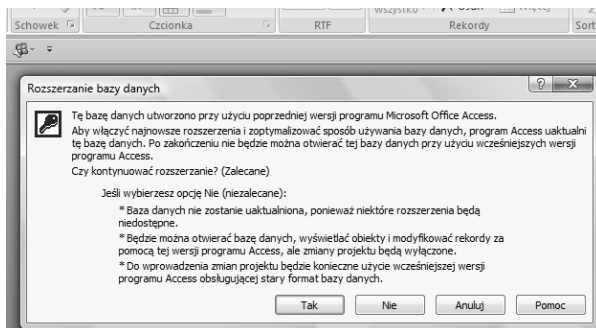 wszystko
Usuń
Więcej
Schowek
Czcionka
RTF
Rekordy
Sort
Rozszerzanie bazy danych
Tę bazę danych utworzono przy użyciu poprzedniej wersji programu Microsoft Office Access.
Aby włączyć najnowsze rozszerzenia i zoptymalizować sposób używania bazy danych, program Access uaktualni
tę bazę danych. Po zakończeniu nie będzie można otwierać tej bazy danych przy użyciu wcześniejszych wersji
programu Access.
Czy kontynuować rozszerzanie? (Zalecane)
Jeśli wybierzesz opcję Nie (niezalecane):
* Baza danych nie zostanie uaktualniona, ponieważ niektóre rozszerzenia będą
niedostępne.
* Będzie można otwierać bazę danych, wyświetlać obiekty i modyfikować rekordy za
pomocą tej wersji programu Access, ale zmiany projektu będą wyłączone.
* Do wprowadzenia zmian projektu będzie konieczne użycie wcześniejszej wersji
programu Access obsługującej stary format bazy danych.
Tak
Nie
Anuluj
Pomoc